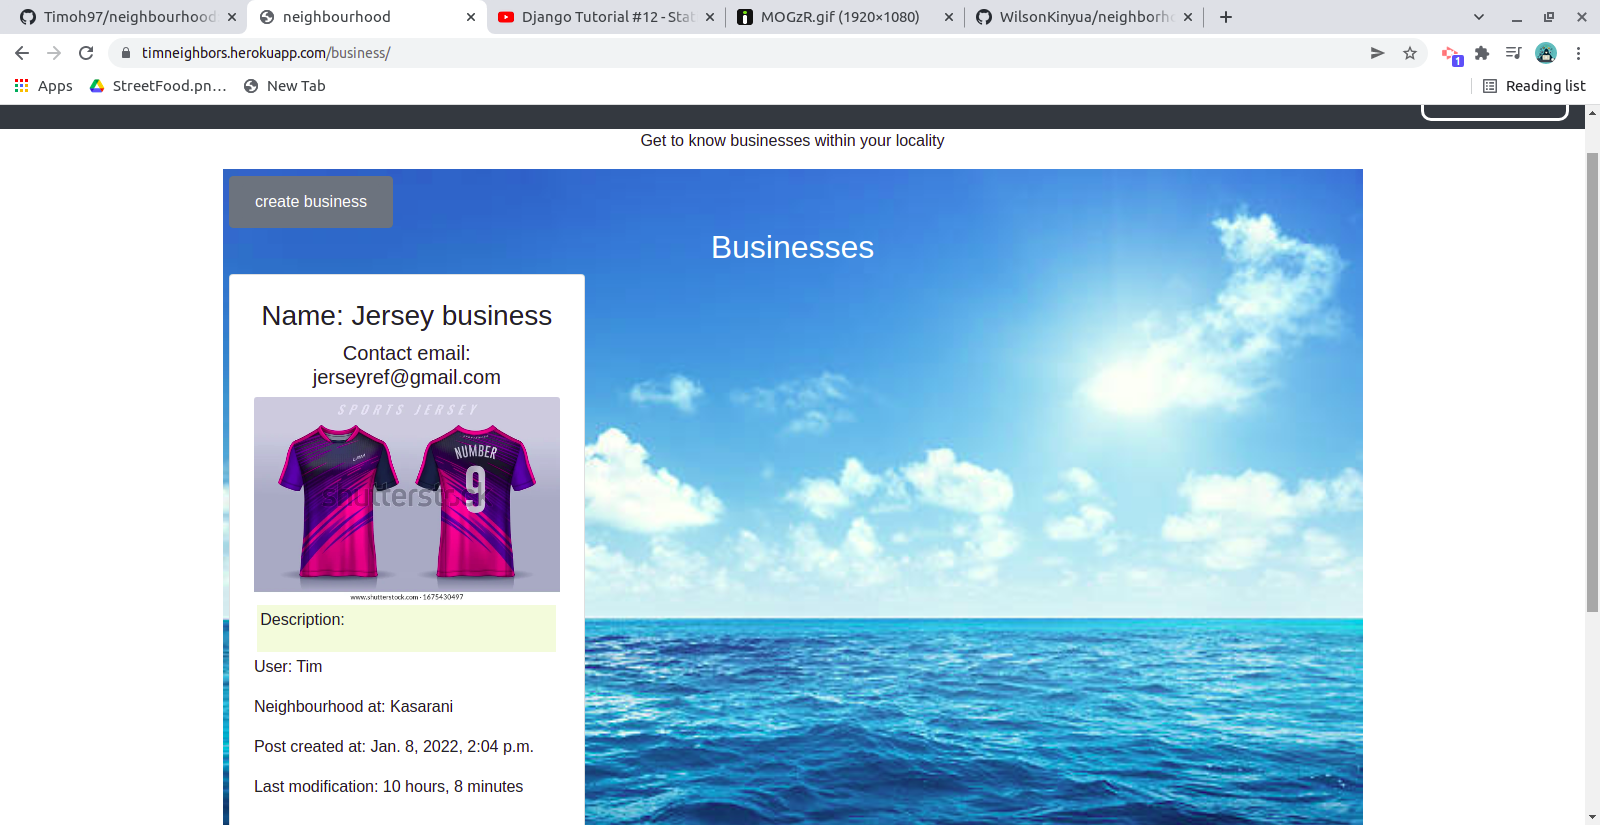 Timoh97/neighbourhood
neighbourhood
Django Tutorial #12 - Stat
MOGzR.gif (1920×1080)
WilsonKinyua/neighborho
timneighbors.herokuapp.com/business/
1
Apps
StreetFood.pn...
New Tab
Reading list
Get to know businesses within your locality
create business
Businesses
Name: Jersey business
Contact email:
jerseyref@gmail.com
SPORTS JERSEY
NUMBER
9
shutterstock
www.shutterstock.com · 1675430497
Description:
User: Tim
Neighbourhood at: Kasarani
Post created at: Jan. 8, 2022, 2:04 p.m.
Last modification: 10 hours, 8 minutes